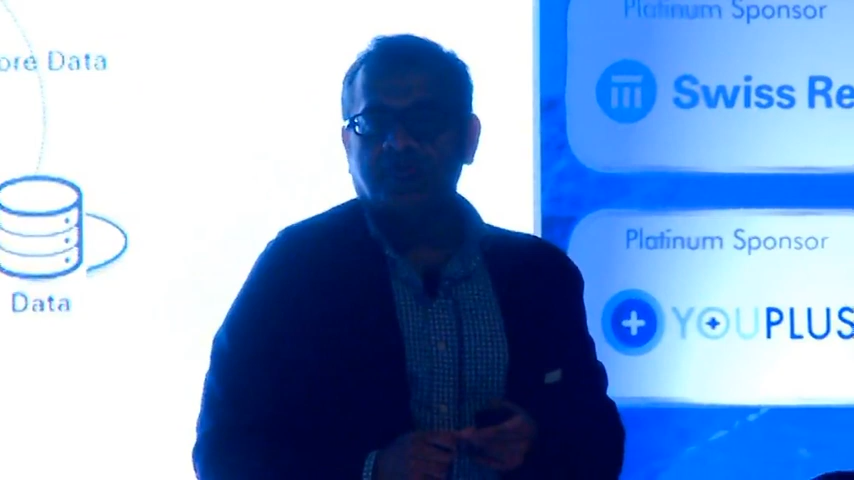 ore Data
Data
Platinum Sponsor
Swiss Re
Platinum Sponsor
YOUPLUS